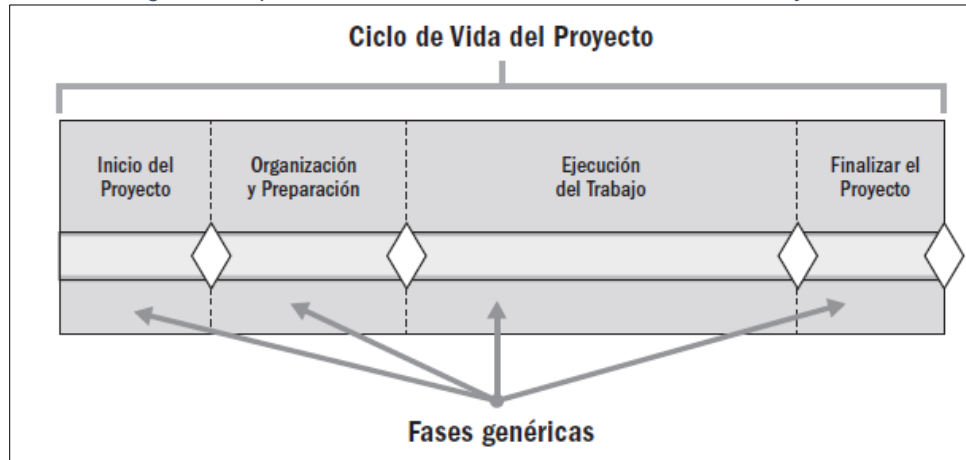 Ciclo de Vida del Proyecto
Inicio del
Proyecto
Organización
y Preparación
Ejecución
del Trabajo
Finalizar el
Proyecto
Fases genéricas